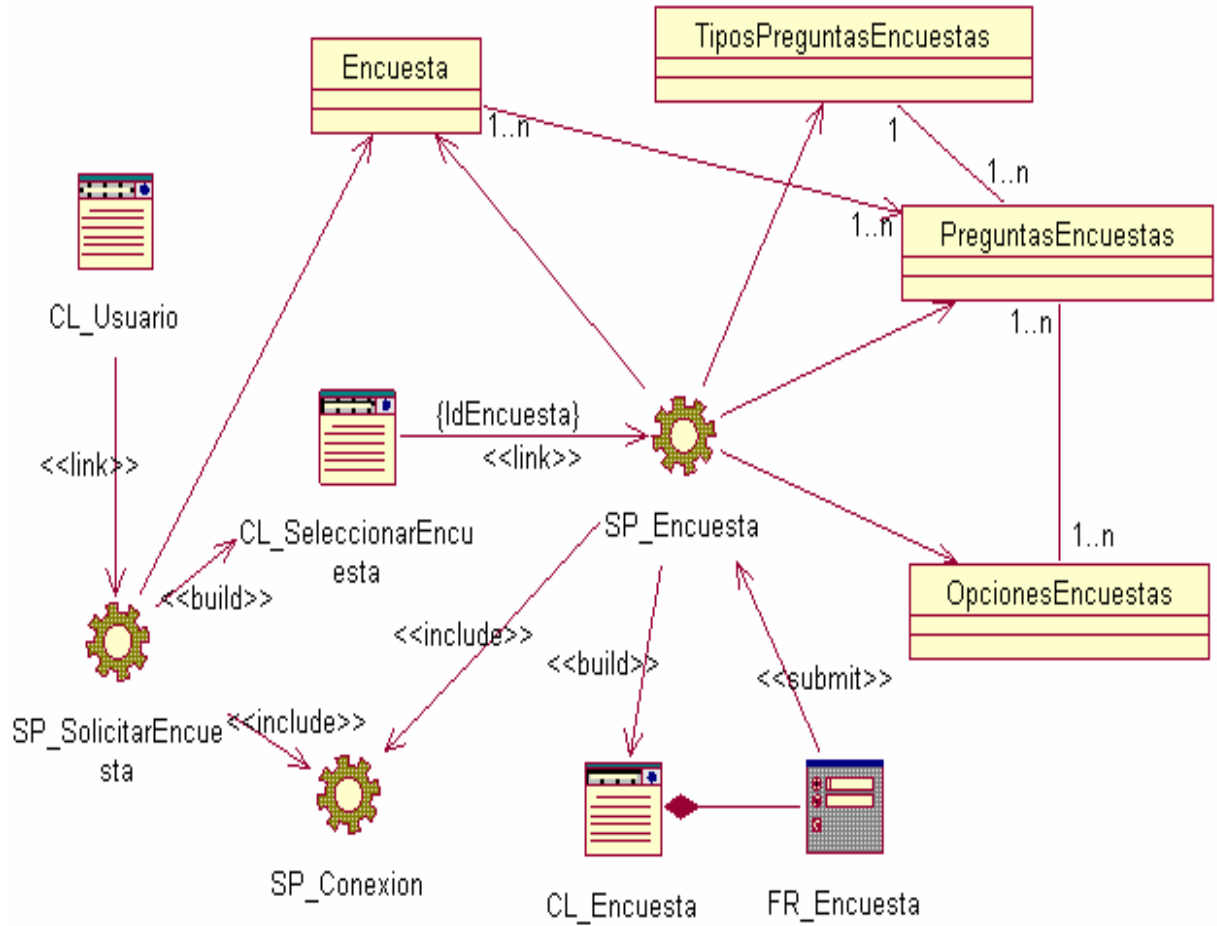 TiposPreguntasEncuestas
Encuesta
1..n
1
1..n
1..n
PreguntasEncuestas
CL_Usuario
1..n
{IdEncuesta}
<<link>>
<<link>>
SP_Encuesta
CL_SeleccionarEncu
esta
1..n
<<build>>
OpcionesEncuestas
<<include>>
<<build>>
<<submit>>
SP_SolicitarEncue
sta
<<include>>
SP_Conexion
CL_Encuesta
FR_Encuesta